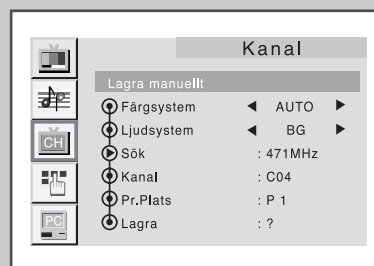 Kanal
Lagra manuellt
Färgsystem ◀ AUTO ▶
Ljudsystem ◀ BG ▶
CH
Sök : 471MHz
Kanal : C04
Pr.Plats : P 1
PC
Lagra : ?